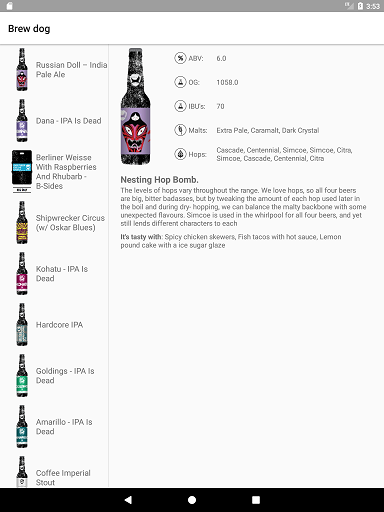 3:53
Brew dog
Russian Doll – India
Pale Ale
Dana - IPA Is Dead
Berliner Weisse
With Raspberries
And Rhubarb -
B-Sides
Shipwrecker Circus
(w/ Oskar Blues)
Kohatu - IPA Is
Dead
Hardcore IPA
Goldings - IPA Is
Dead
Amarillo - IPA Is
Dead
Coffee Imperial
Stout
ABV: 6.0
OG: 1058.0
IBU's: 70
Malts: Extra Pale, Caramalt, Dark Crystal
Hops: Cascade, Centennial, Simcoe, Simcoe, Citra,
Simcoe, Cascade, Centennial, Citra
Nesting Hop Bomb.
The levels of hops vary throughout the range. We love hops, so all four beers
are big, bitter badasses, but by tweaking the amount of each hop used later in
the boil and during dry- hopping, we can balance the malty backbone with some
unexpected flavours. Simcoe is used in the whirlpool for all four beers, and yet
still lends different characters to each
It's tasty with: Spicy chicken skewers, Fish tacos with hot sauce, Lemon
pound cake with a ice sugar glaze